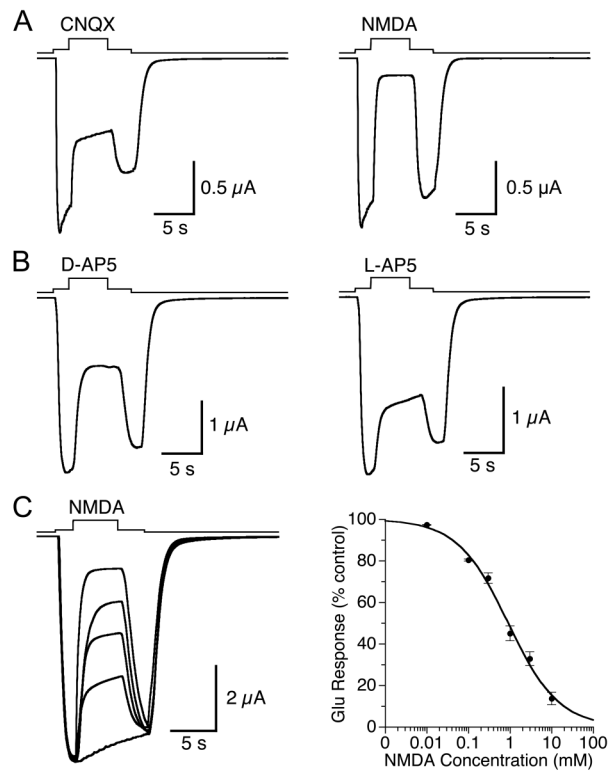 A
CNQX
NMDA
0.5 µA
5 s
0.5 µA
5 s
B
D-AP5
L-AP5
1 µA
5 s
1 µA
5 s
C
NMDA
2 µA
5 s
Glu Response (% control)
100
80
60
40
20
0
0 0.01 0.1 1 10 100
NMDA Concentration (mM)